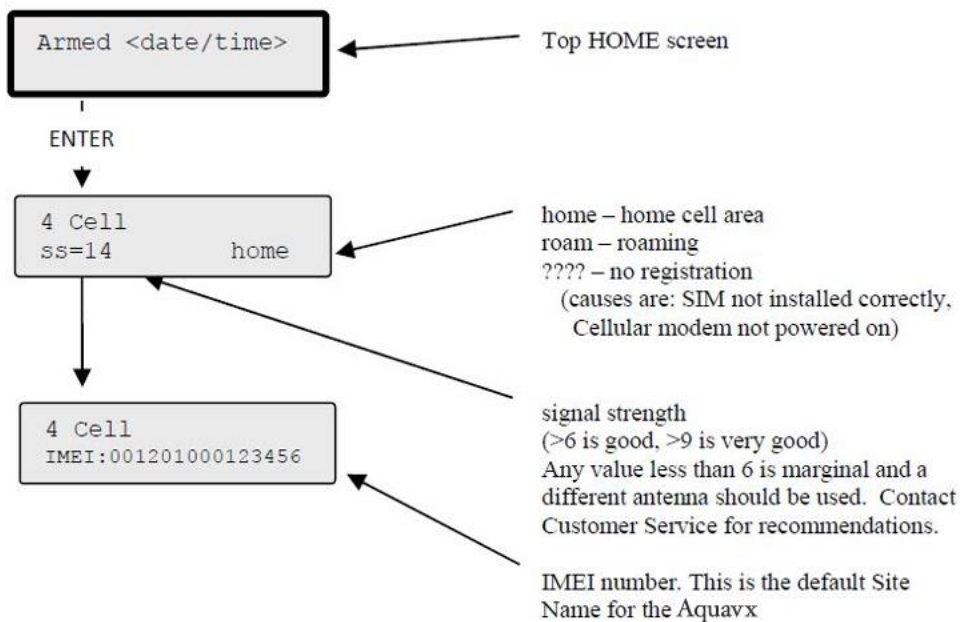 Armed <date/time>
Top HOME screen
ENTER
4 Cell
ss=14 home
home – home cell area
roam – roaming
???? – no registration
(causes are: SIM not installed correctly,
Cellular modem not powered on)
4 Cell
IMEI:001201000123456
signal strength
(>6 is good, >9 is very good)
Any value less than 6 is marginal and a
different antenna should be used.  Contact
Customer Service for recommendations.
IMEI number. This is the default Site
Name for the Aquavx